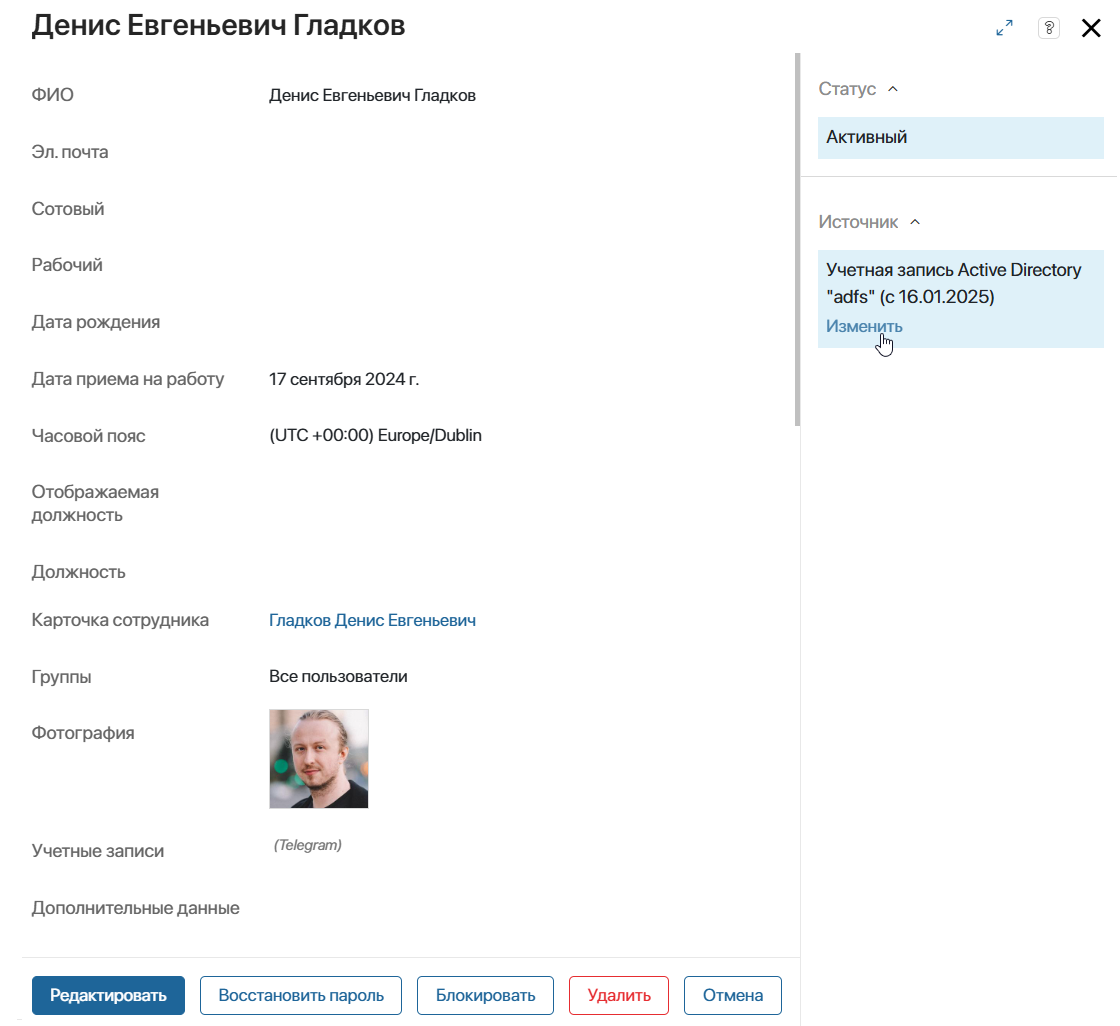 Денис Евгеньевич Гладков
ФИО Денис Евгеньевич Гладков
Эл. почта
Сотовый
Рабочий
Дата рождения
Дата приема на работу 17 сентября 2024 г.
Часовой пояс (UTC +00:00) Europe/Dublin
Отображаемая
должность
Должность
Карточка сотрудника Гладков Денис Евгеньевич
Группы Все пользователи
Фотография
Учетные записи (Telegram)
Дополнительные данные
Редактировать Восстановить пароль Блокировать Удалить Отмена
?
Статус
Активный
Источник
Учетная запись Active Directory
"adfs" (с 16.01.2025)
Изменить